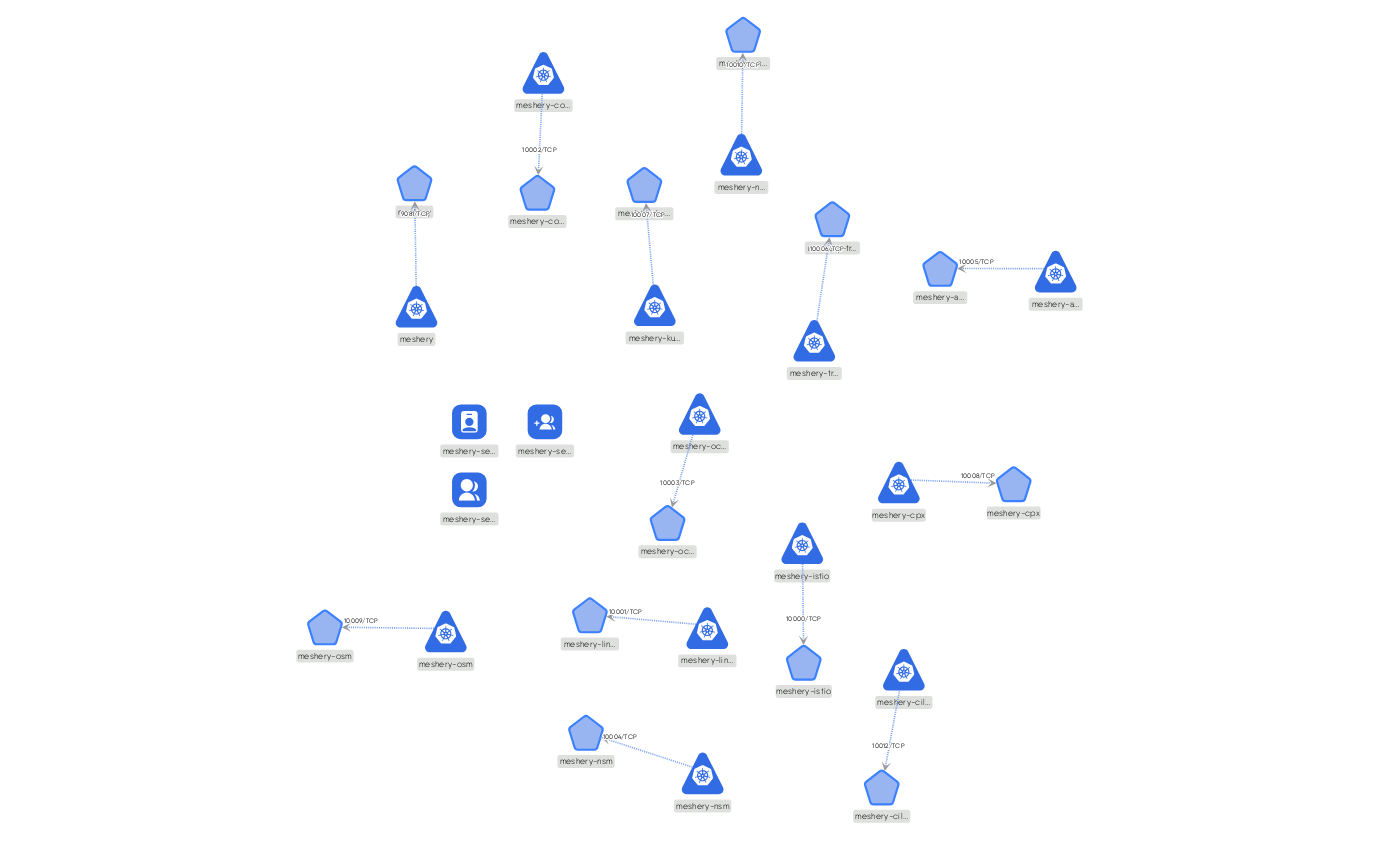 10010/TCP
meshery-co...
10002/TCP
meshery-n...
9081/TCP
10007/TCP
meshery-co...
10006/TCP
10005/TCP
meshery-a...
meshery-a...
meshery
meshery-ku...
meshery-tr...
meshery-se...
meshery-se...
meshery-oc...
10003/TCP
10008/TCP
meshery-cpx
meshery-cpx
meshery-se...
meshery-oc...
meshery-istio
10009/TCP
10001/TCP
10000/TCP
meshery-lin...
meshery-osm
meshery-osm
meshery-lin...
meshery-istio
meshery-cil...
10004/TCP
10012/TCP
meshery-nsm
meshery-nsm
meshery-cil...